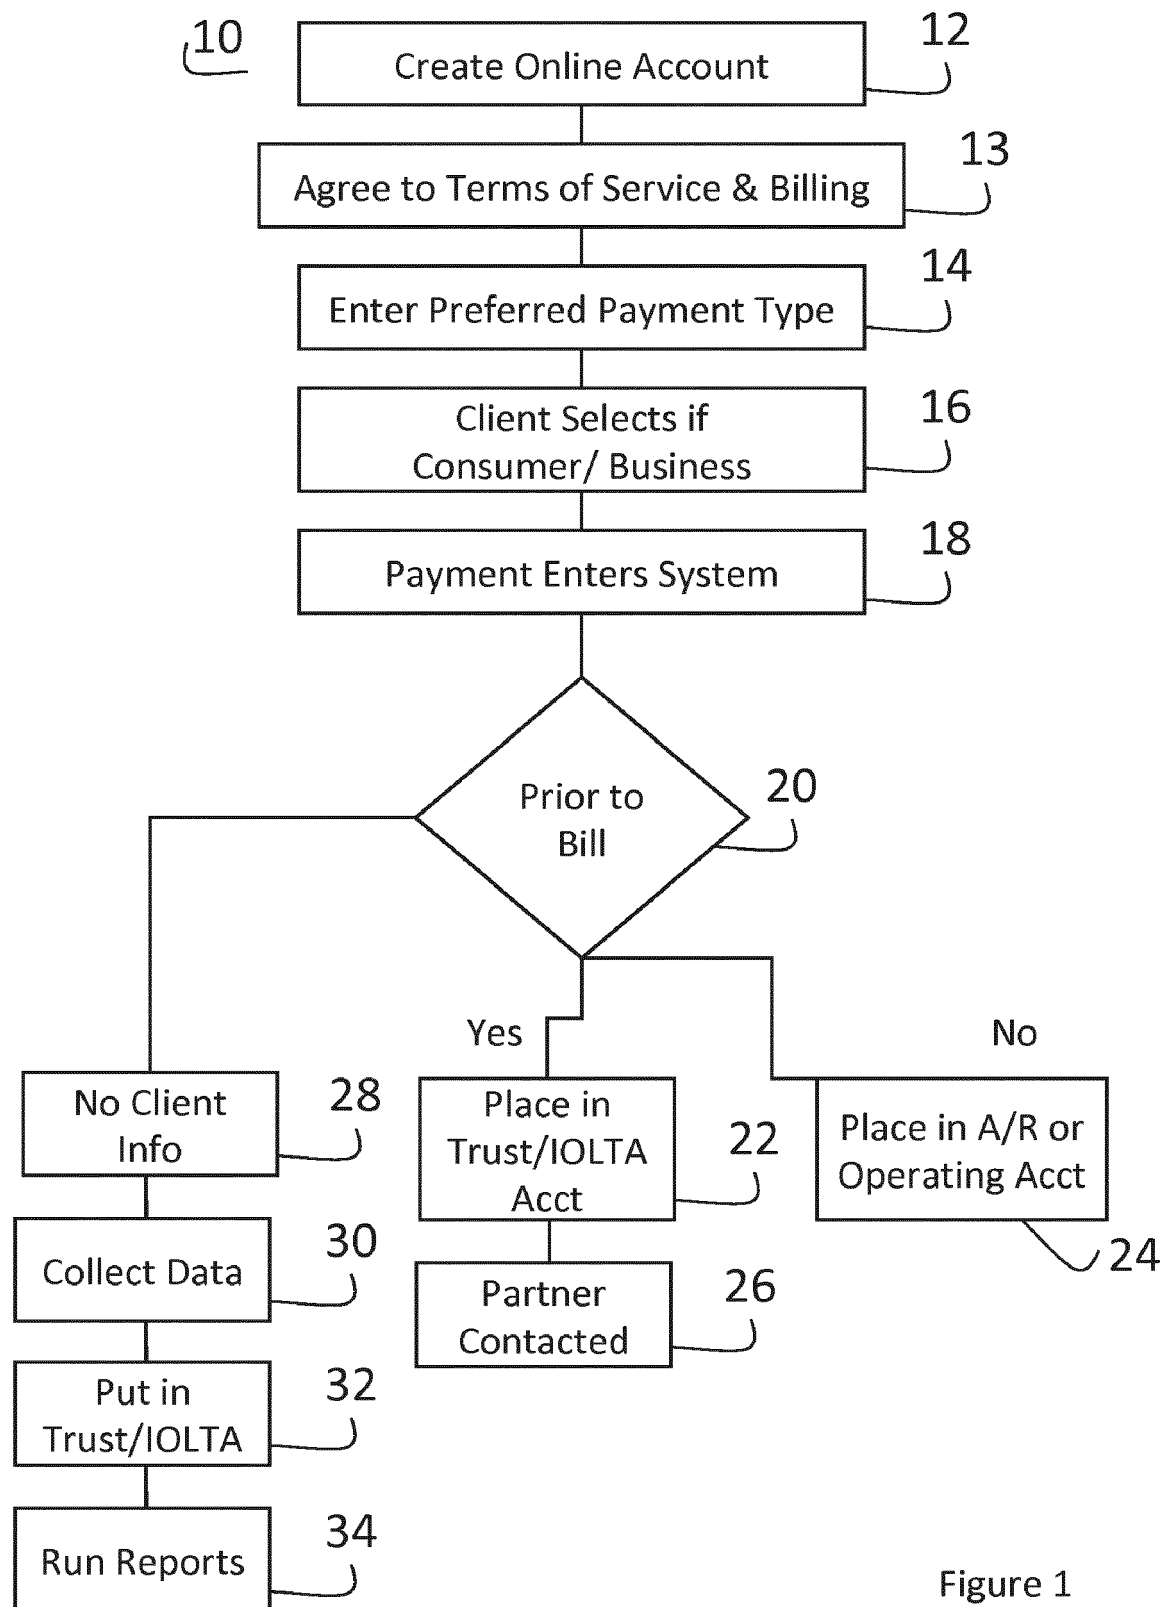 10
Create Online Account
12
Agree to Terms of Service & Billing
13
Enter Preferred Payment Type
14
Client Selects if
Consumer/ Business
16
Payment Enters System
18
Prior to
Bill
20
Yes
No
No Client
Info
28
Place in
Trust/IOLTA
Acct
22
Place in A/R or
Operating Acct
24
Collect Data
30
Partner
Contacted
26
Put in
Trust/IOLTA
32
Run Reports
34
Figure 1